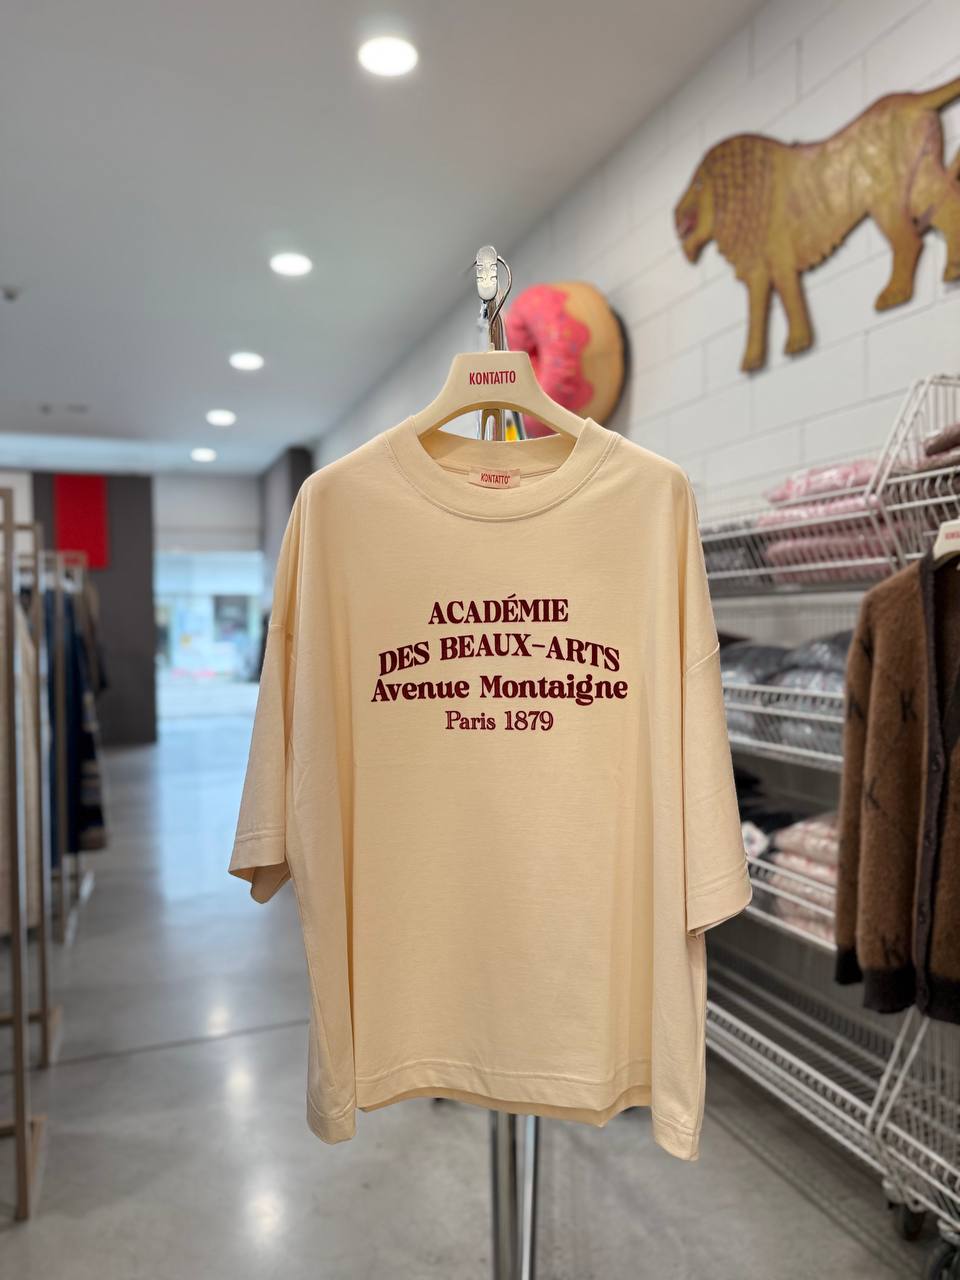 KONTATTO
KONTATTO
ACADÉMIE
DES BEAUX-ARTS
Avenue Montaigne
Paris 1879